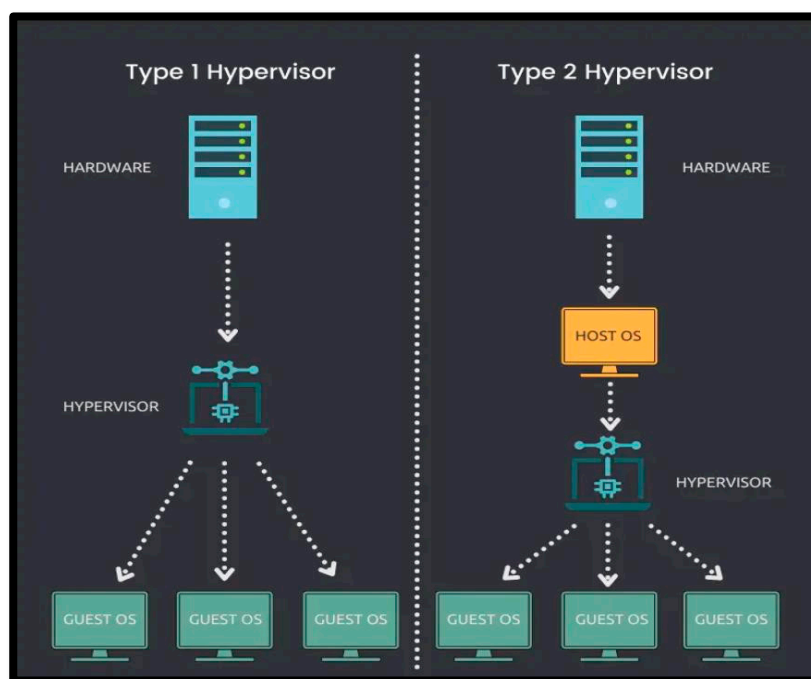 Type 1 Hypervisor
HARDWARE
HYPERVISOR
GUEST OS
GUEST OS
GUEST OS
Type 2 Hypervisor
HARDWARE
HOST OS
HYPERVISOR
GUEST OS
GUEST OS
GUEST OS